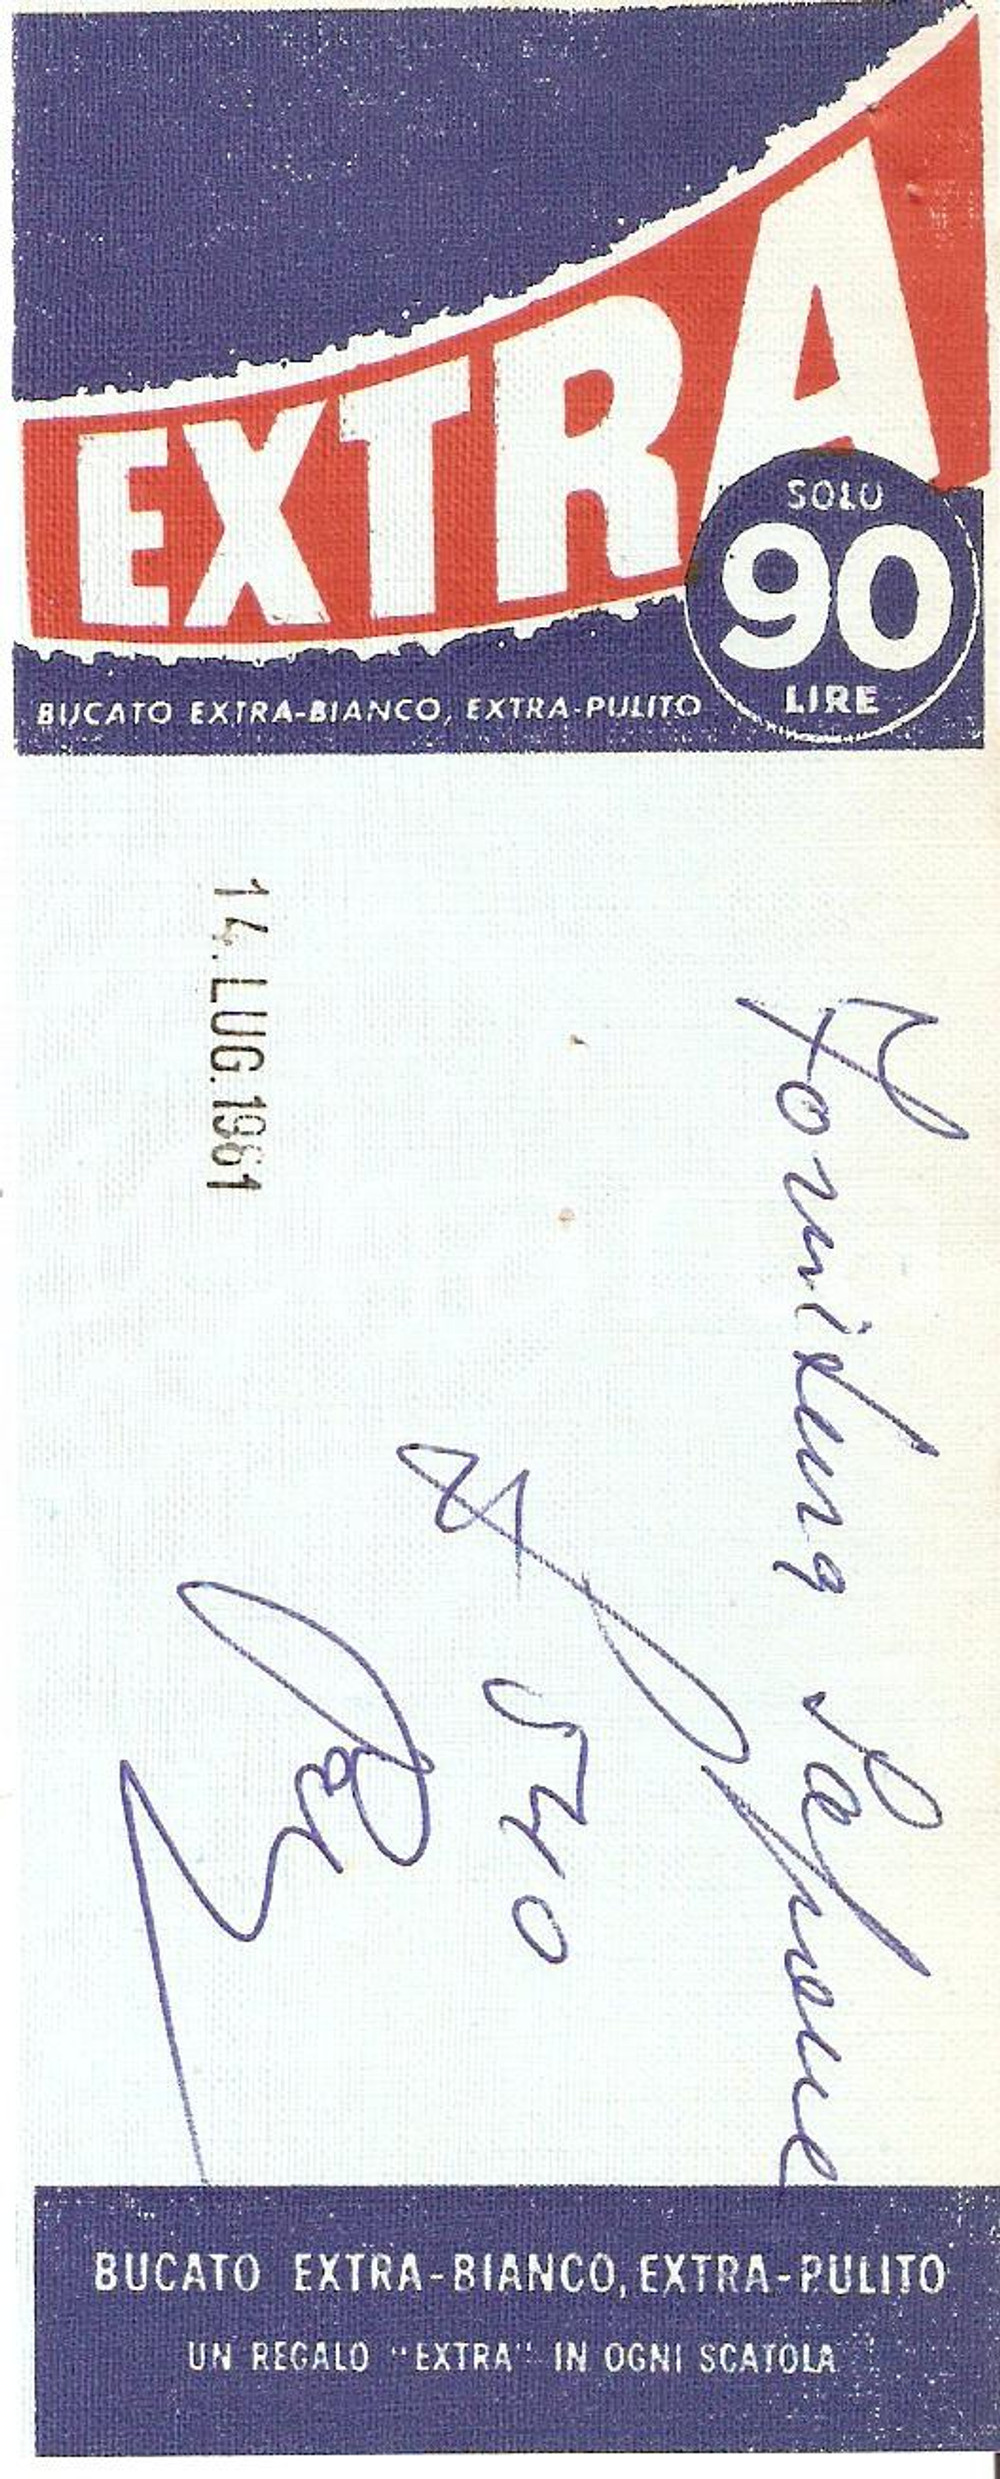 EXTRA
SOLO
90
LIRE
BUCATO EXTRA-BIANCO, EXTRA-PULITO
14.LUG.1961
540
BUCATO EXTRA-BIANCO, EXTRA-PULITO
UN REGALO "EXTRA" IN OGNI SCATOLA